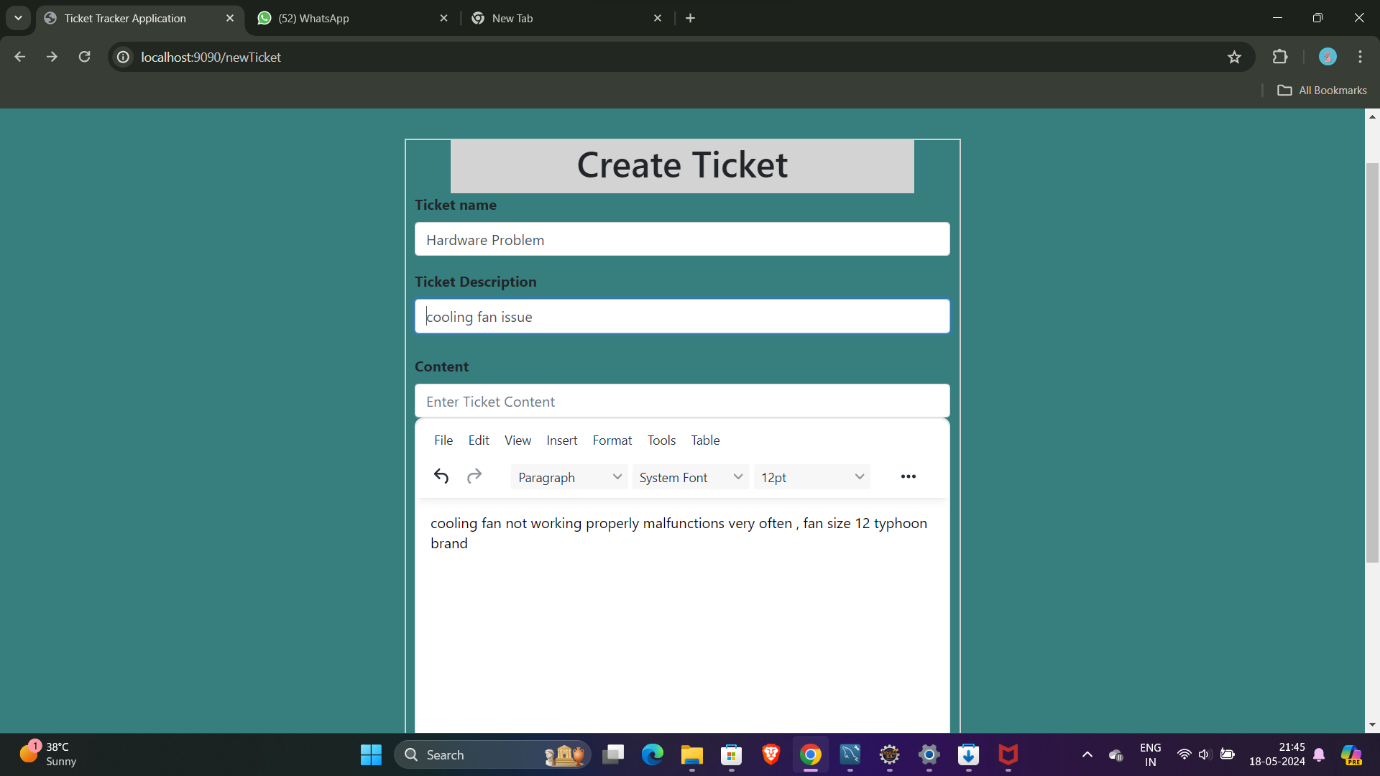 Ticket Tracker Application
(52) WhatsApp
New Tab
localhost:9090/newTicket
All Bookmarks
Create Ticket
Ticket name
Hardware Problem
Ticket Description
cooling fan issue
Content
Enter Ticket Content
File Edit View Insert Format Tools Table
Paragraph System Font 12pt
cooling fan not working properly malfunctions very often , fan size 12 typhoon
brand
1
38°C
Sunny
Search
PRE
ENG
IN
21:45
18-05-2024